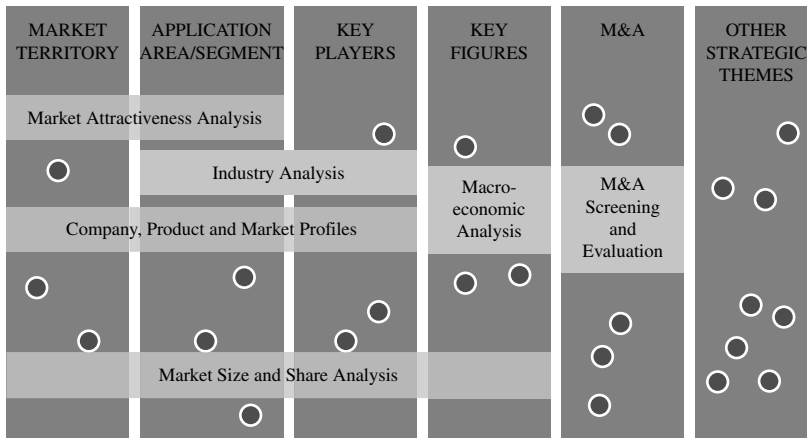 MARKET
TERRITORY
APPLICATION
AREA/SEGMENT
KEY
PLAYERS
KEY
FIGURES
M&A
OTHER
STRATEGIC
THEMES
Market Attractiveness Analysis
Industry Analysis
Company, Product and Market Profiles
Macro-
economic
Analysis
M&A
Screening
and
Evaluation
Market Size and Share Analysis